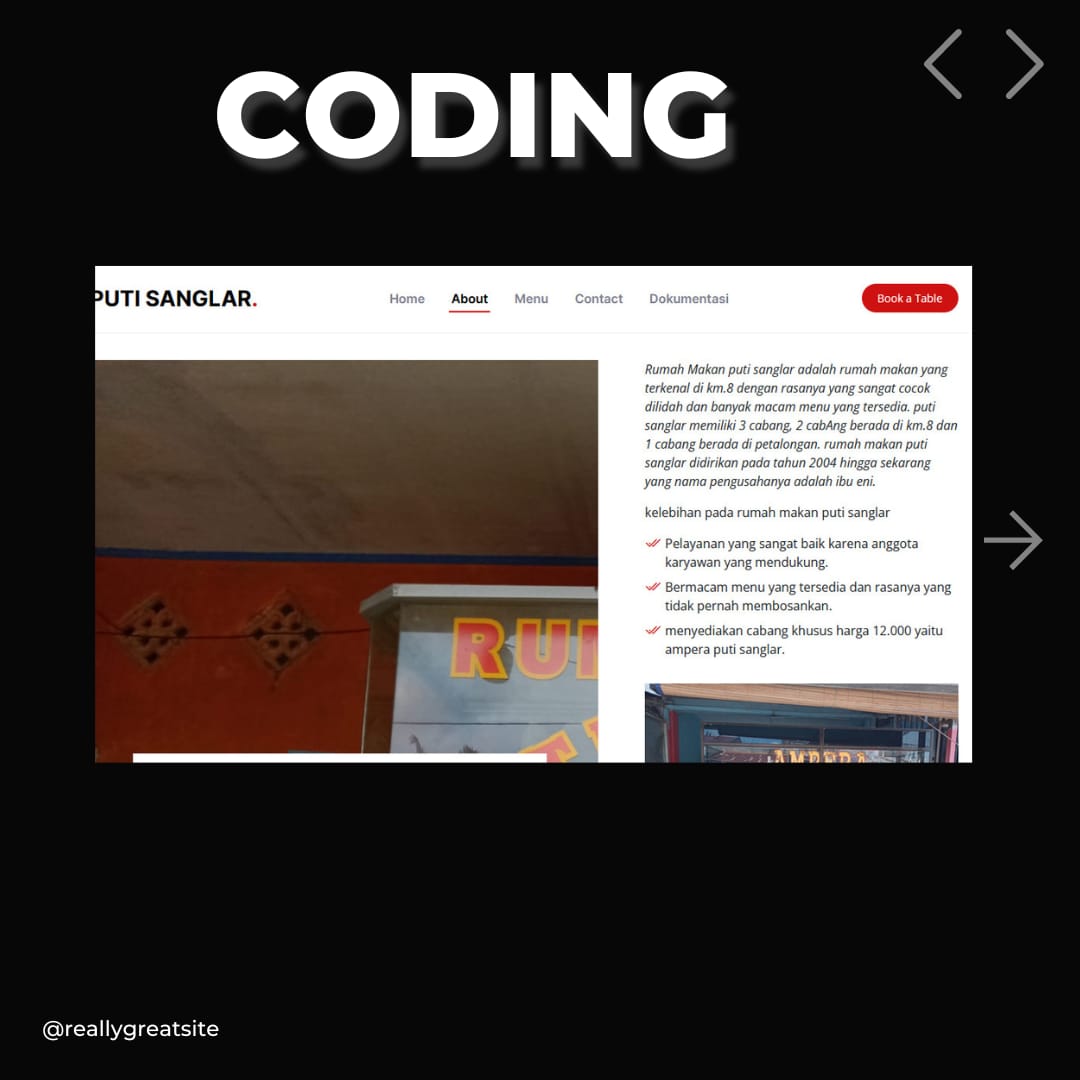 CODING
PUTI SANGLAR.
Home About Menu Contact Dokumentasi
Book a Table
Rumah Makan puti sanglar adalah rumah makan yang
terkenal di km.8 dengan rasanya yang sangat cocok
dilidah dan banyak macam menu yang tersedia. puti
sanglar memiliki 3 cabang, 2 cabAng berada di km.8 dan
1 cabang berada di petalongan. rumah makan puti
sanglar didirikan pada tahun 2004 hingga sekarang
yang nama pengusahanya adalah ibu eni.
kelebihan pada rumah makan puti sanglar
Pelayanan yang sangat baik karena anggota
karyawan yang mendukung.
Bermacam menu yang tersedia dan rasanya yang
tidak pernah membosankan.
menyediakan cabang khusus harga 12.000 yaitu
ampera puti sanglar.
RU
AMPERA
@reallygreatsite